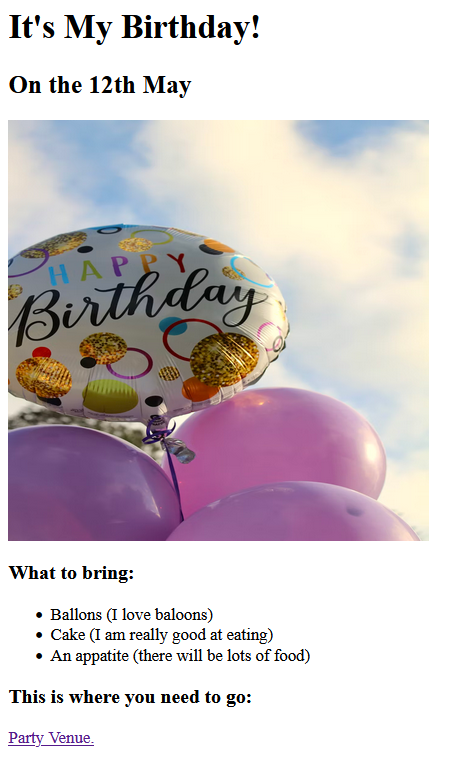 It's My Birthday!
On the 12th May
HAPPY
Birthday
What to bring:
Ballons (I love baloons)
Cake (I am really good at eating)
An appatite (there will be lots of food)
This is where you need to go:
Party Venue.